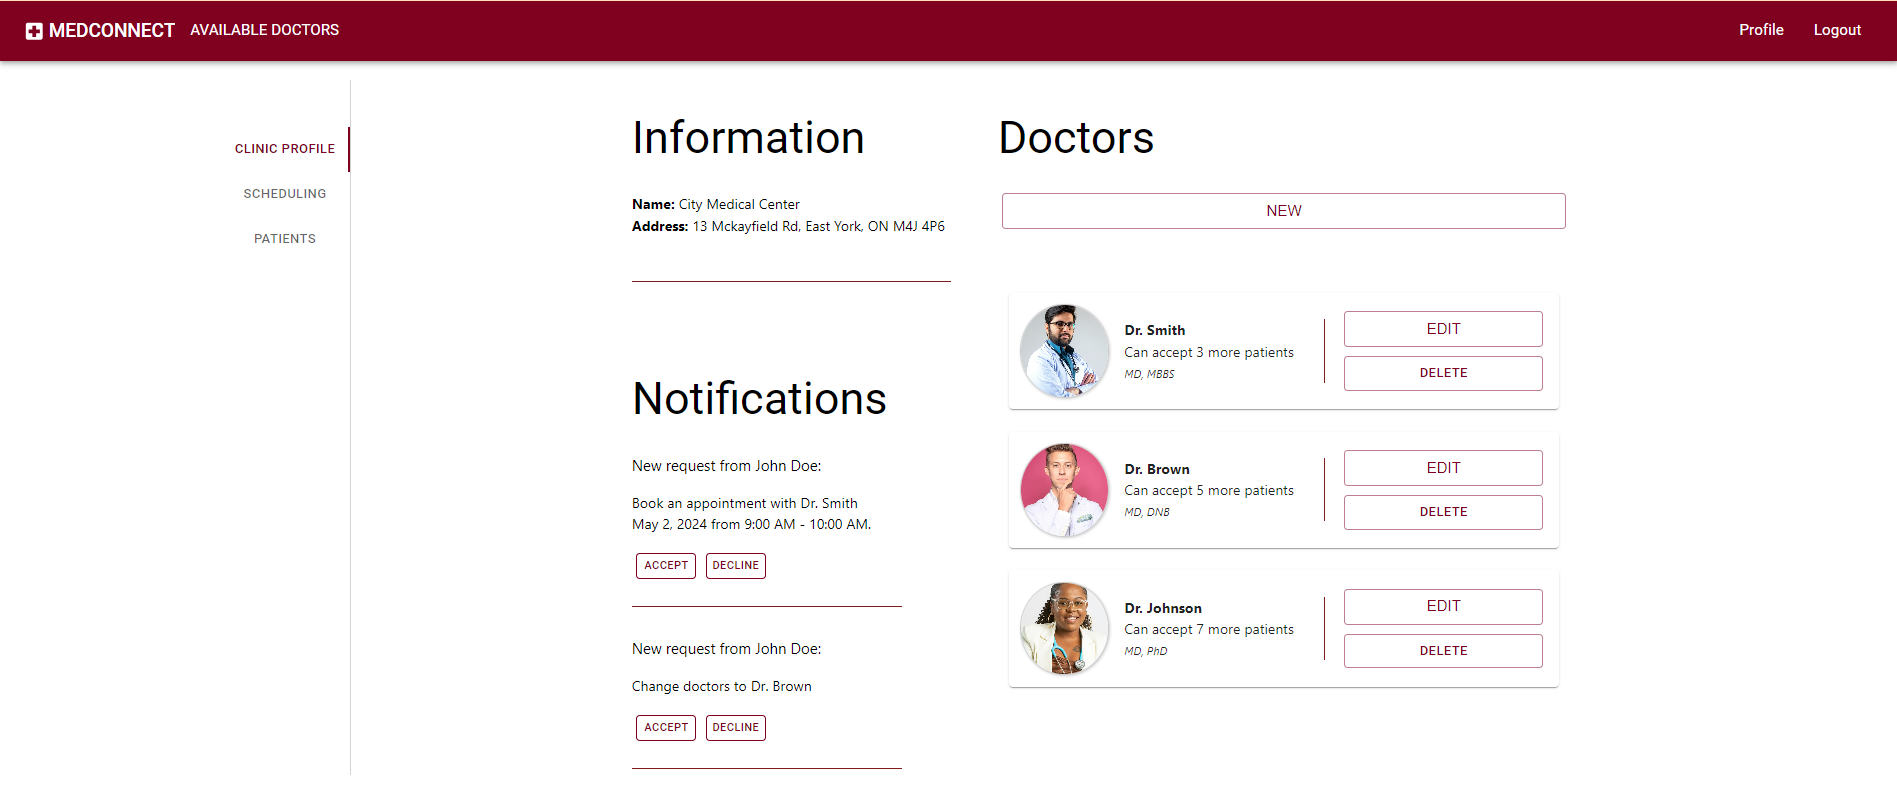 MEDCONNECT AVAILABLE DOCTORS
Profile Logout
CLINIC PROFILE
SCHEDULING
PATIENTS
Information
Name: City Medical Center
Address: 13 Mckayfield Rd, East York, ON M4J 4P6
Notifications
New request from John Doe:
Book an appointment with Dr. Smith
May 2, 2024 from 9:00 AM - 10:00 AM.
ACCEPT DECLINE
New request from John Doe:
Change doctors to Dr. Brown
ACCEPT DECLINE
Doctors
NEW
Dr. Smith
Can accept 3 more patients
MD, MBBS
EDIT
DELETE
Dr. Brown
Can accept 5 more patients
MD, DNB
EDIT
DELETE
Dr. Johnson
Can accept 7 more patients
MD, PhD
EDIT
DELETE